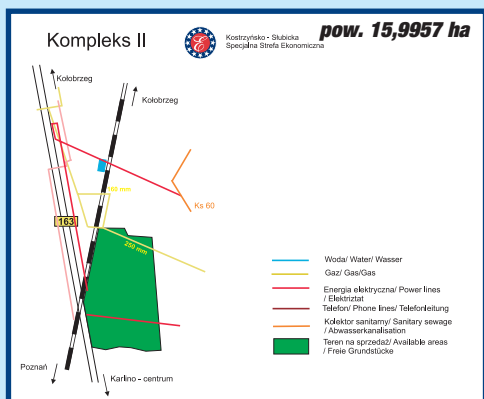 Kompleks II
Kostrzyńsko - Słubicka
Specjalna Strefa Ekonomiczna
pow. 15,9957 ha
Kołobrzeg
Kołobrzeg
Ks 60
163
250 mm
Woda/ Water/ Wasser
Gaz/ Gas/Gas
Energia elektryczna/ Power lines
/ Elektriztat
Telefon/ Phone lines/ Telefonleitung
Kolektor sanitarny/ Sanitary sewage
/ Abwasserkanalisation
Teren na sprzedaż/ Available areas
/ Freie Grundstücke
Poznań
Karlino - centrum